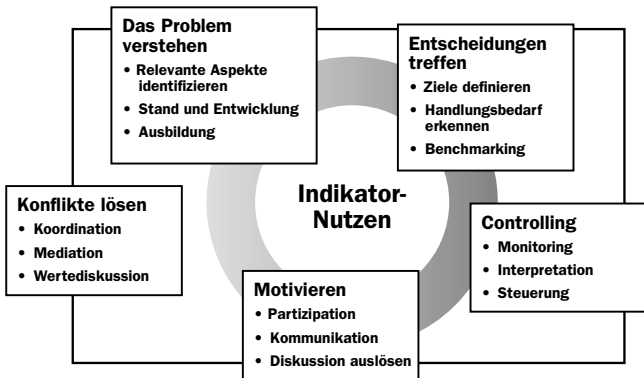 Das Problem
verstehen
• Relevante Aspekte
identifizieren
• Stand und Entwicklung
• Ausbildung
Entscheidungen
treffen
• Ziele definieren
• Handlungsbedarf
erkennen
• Benchmarking
Konflikte lösen
• Koordination
• Mediation
• Wertediskussion
Indikator-
Nutzen
Controlling
• Monitoring
• Interpretation
• Steuerung
Motivieren
• Partizipation
• Kommunikation
• Diskussion auslösen